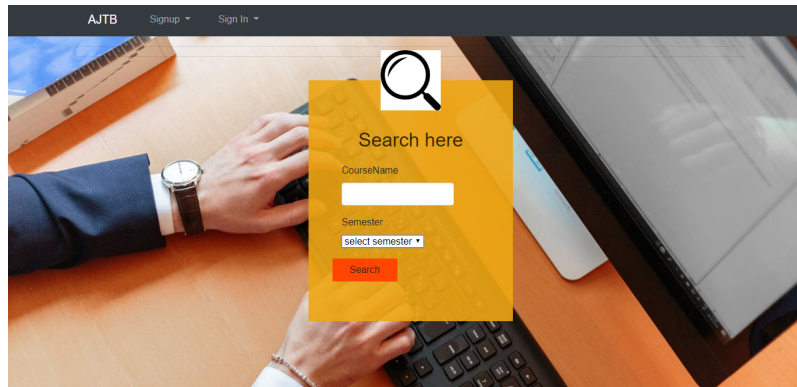 AJTB Signup Sign In
Search here
CourseName
Semester
select semester
Search